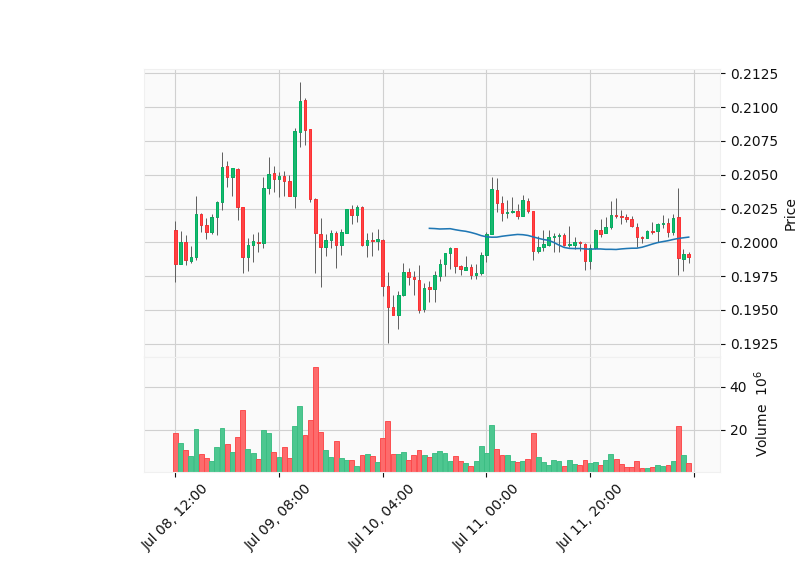 0.2125
0.2100
0.2075
0.2050
0.2025
0.2000
0.1975
0.1950
0.1925
Price
40
20
Volume 10^6
Jul 08, 12:00
Jul 09, 08:00
Jul 10, 04:00
Jul 11, 00:00
Jul 11, 20:00